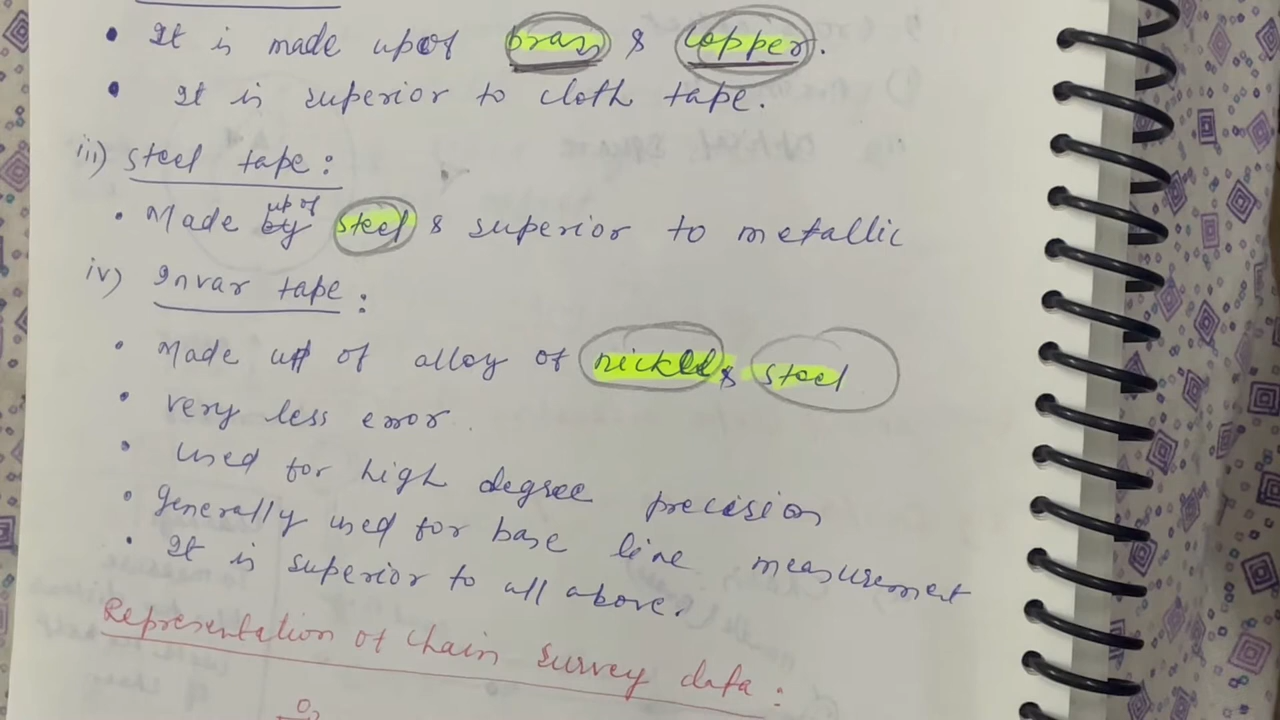 • It is made up of brass & copper.
• It is superior to cloth tape.
iii) Steel tape:
• Made up of steel & superior to metallic
iv) Invar tape:
• Made up of alloy of nickel & steel
• very less error.
• used for high degree precision
• Generally used for base line measurement
• It is superior to all above.
Representation of chain survey data: